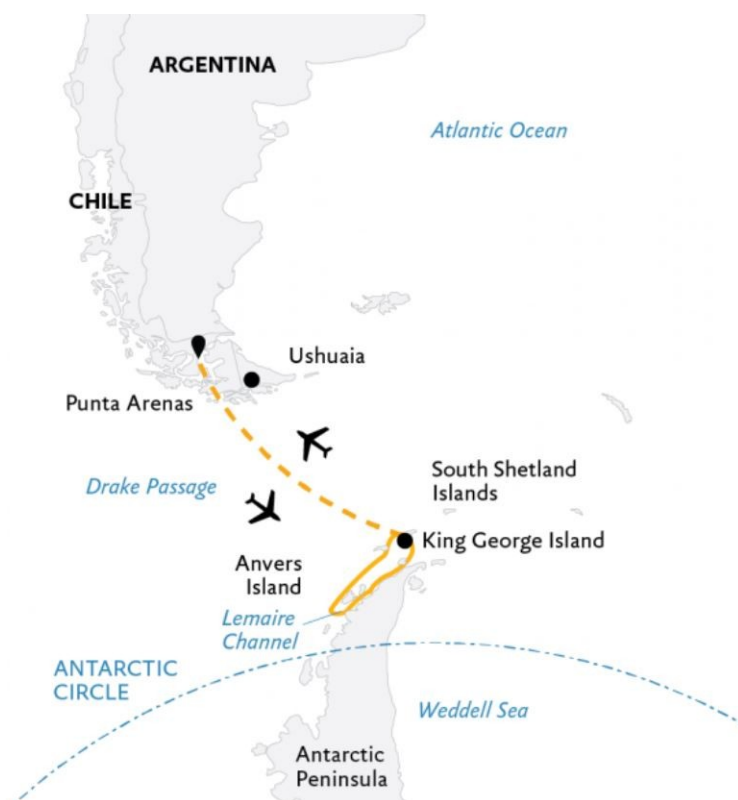 ARGENTINA
Atlantic Ocean
CHILE
Ushuaia
Punta Arenas
South Shetland
Islands
Drake Passage
King George Island
Anvers
Island
Lemaire
Channel
ANTARCTIC
CIRCLE
Weddell Sea
Antarctic
Peninsula